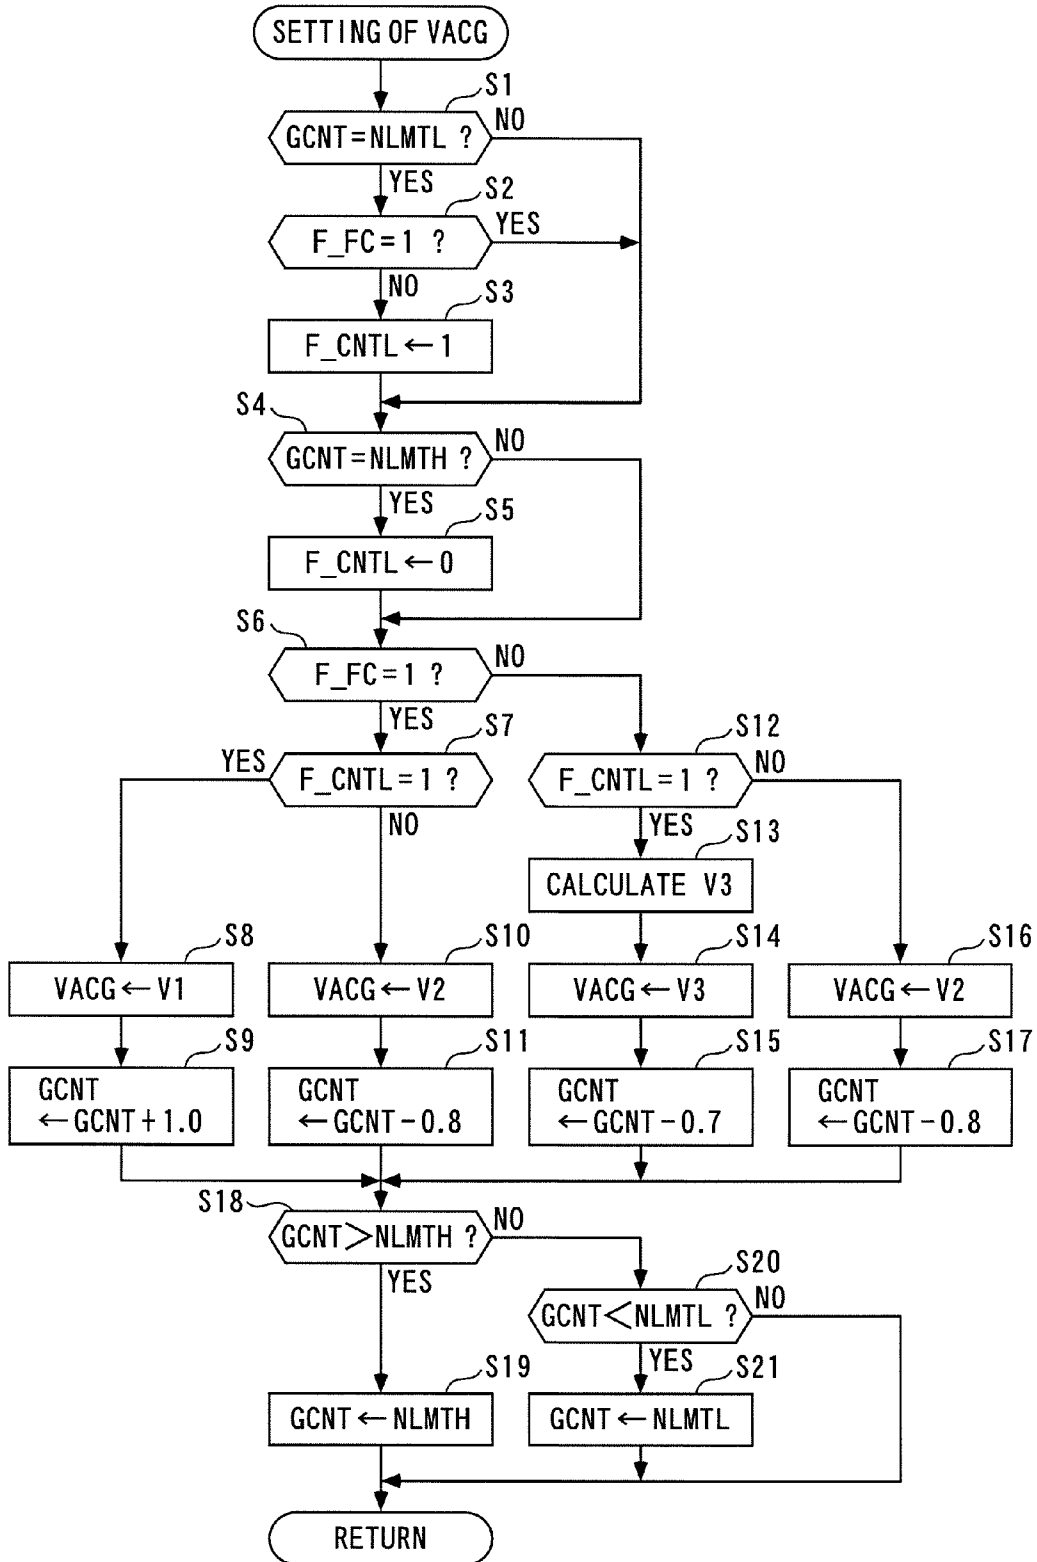 SETTING OF VACG
S1
GCNT=NLMTL ?
NO
YES
S2
F_FC=1 ?
YES
NO
S3
F_CNTL←1
S4
GCNT=NLMTH ?
NO
YES
S5
F_CNTL←0
S6
F_FC=1 ?
NO
YES
S7
F_CNTL=1 ?
YES
NO
S12
F_CNTL=1 ?
NO
YES
S13
CALCULATE V3
S8
VACG←V1
S10
VACG←V2
S14
VACG←V3
S16
VACG←V2
S9
GCNT
←GCNT+1.0
S11
GCNT
←GCNT-0.8
S15
GCNT
←GCNT-0.7
S17
GCNT
←GCNT-0.8
S18
GCNT>NLMTH ?
NO
YES
S20
GCNT<NLMTL ?
NO
YES
S19
GCNT←NLMTH
S21
GCNT←NLMTL
RETURN